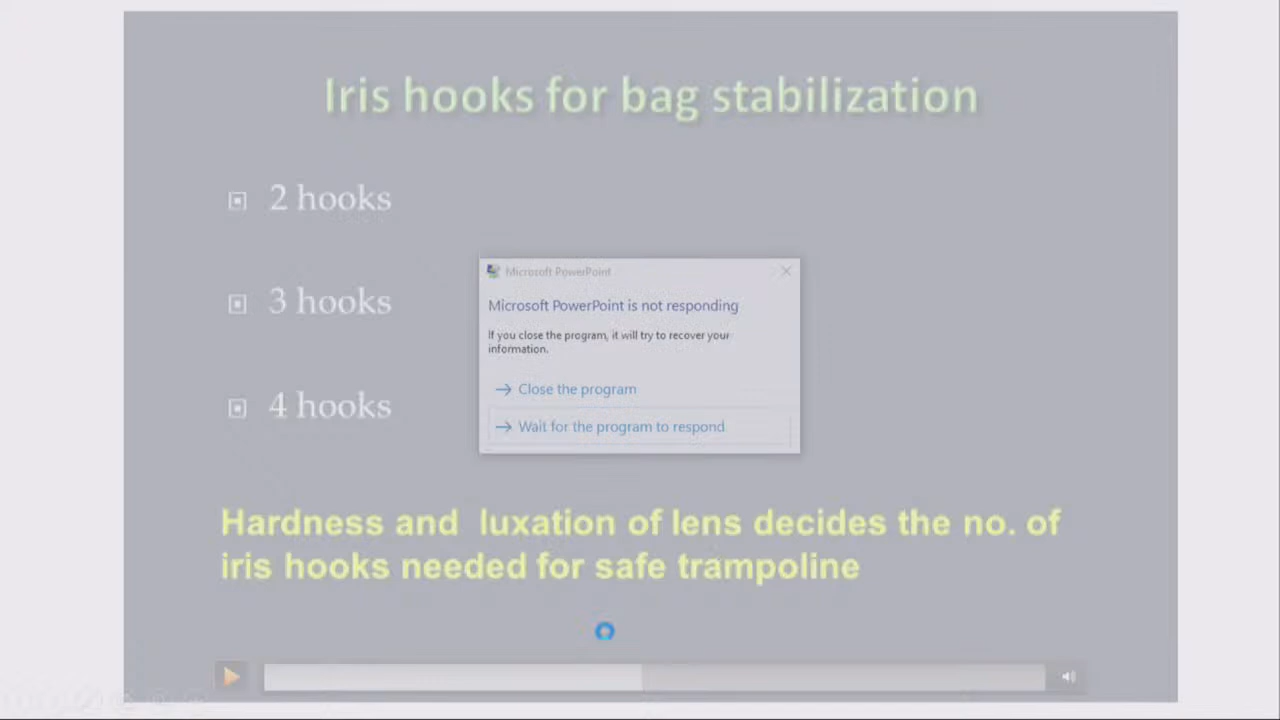 Iris hooks for bag stabilization
2 hooks
3 hooks
4 hooks
Microsoft PowerPoint
Microsoft PowerPoint is not responding
If you close the program, it will try to recover your
information.
Close the program
Wait for the program to respond
Hardness and luxation of lens decides the no. of
iris hooks needed for safe trampoline